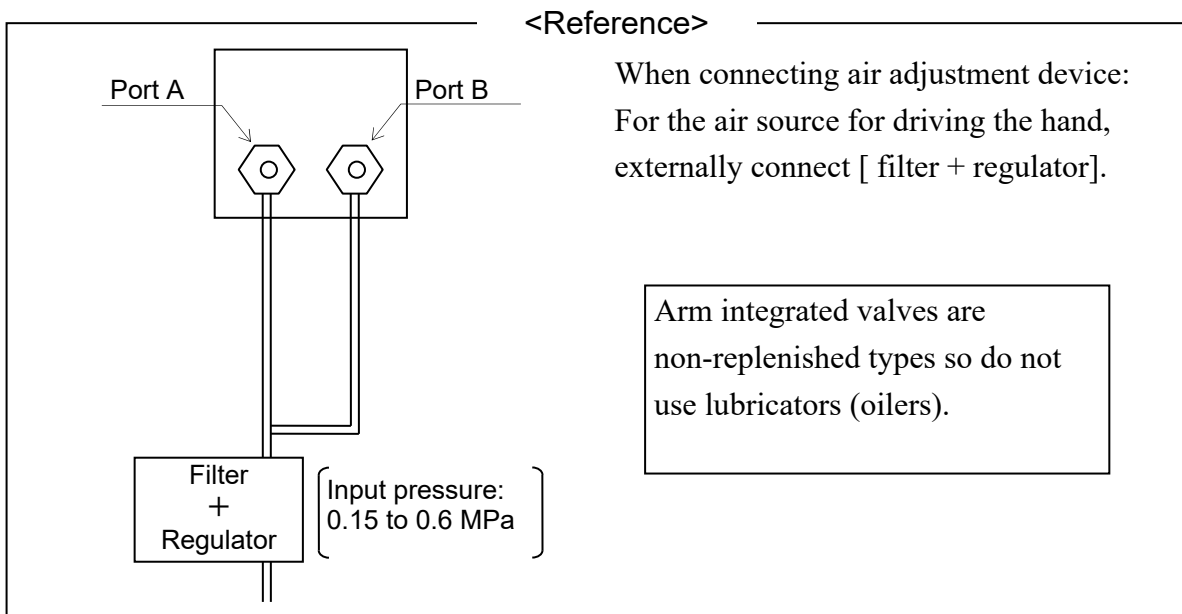 <Reference>
Port A
Port B
When connecting air adjustment device:
For the air source for driving the hand,
externally connect [ filter + regulator].
Arm integrated valves are
non-replenished types so do not
use lubricators (oilers).
Filter
+
Regulator
Input pressure:
0.15 to 0.6 MPa